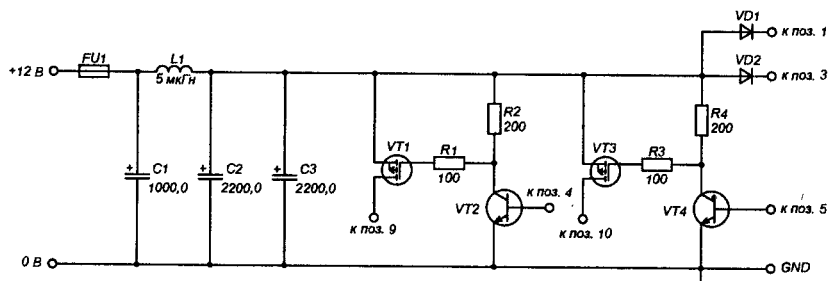 VD1
к поз. 1
FU1
L1
VD2
+12 В
5 мкГн
к поз. 3
R2
200
R4
200
VT1
R1
VT3
R3
100
100
+
C1
1000,0
+
C2
2200,0
+
C3
2200,0
к поз. 4
к поз. 5
VT2
VT4
к поз. 9
к поз. 10
0 В
GND